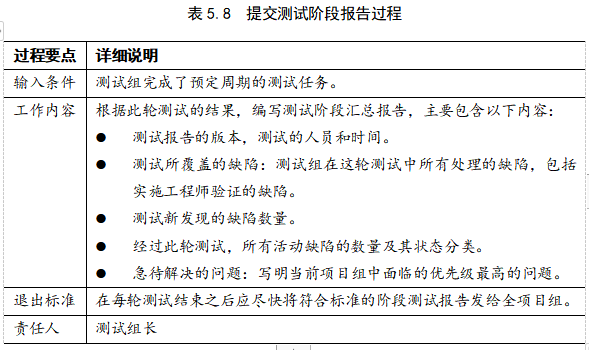 表 5.8 提交测试阶段报告过程
过程要点 详细说明
输入条件 测试组完成了预定周期的测试任务。
工作内容 根据此轮测试的结果，编写测试阶段汇总报告，主要包含以下内容：
● 测试报告的版本，测试的人员和时间。
● 测试所覆盖的缺陷：测试组在这轮测试中所有处理的缺陷，包括
实施工程师验证的缺陷。
● 测试新发现的缺陷数量。
● 经过此轮测试，所有活动缺陷的数量及其状态分类。
● 急待解决的问题：写明当前项目组中面临的优先级最高的问题。
退出标准 在每轮测试结束之后应尽快将符合标准的阶段测试报告发给全项目组。
责任人 测试组长